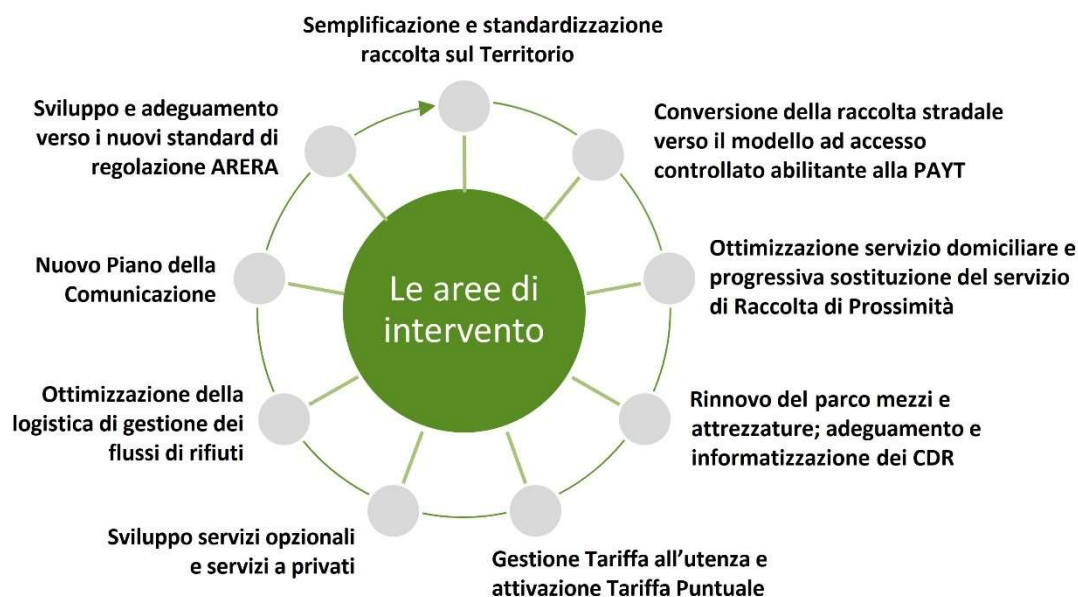 Semplificazione e standardizzazione
raccolta sul Territorio
Conversione della raccolta stradale
verso il modello ad accesso
controllato abilitante alla PAYT
Ottimizzazione servizio domiciliare e
progressiva sostituzione del servizio
di Raccolta di Prossimità
Rinnovo del parco mezzi e
attrezzature; adeguamento e
informatizzazione dei CDR
Gestione Tariffa all’utenza e
attivazione Tariffa Puntuale
Sviluppo servizi opzionali
e servizi a privati
Ottimizzazione della
logistica di gestione dei
flussi di rifiuti
Nuovo Piano della
Comunicazione
Sviluppo e adeguamento
verso i nuovi standard di
regolazione ARERA
Le aree di
intervento